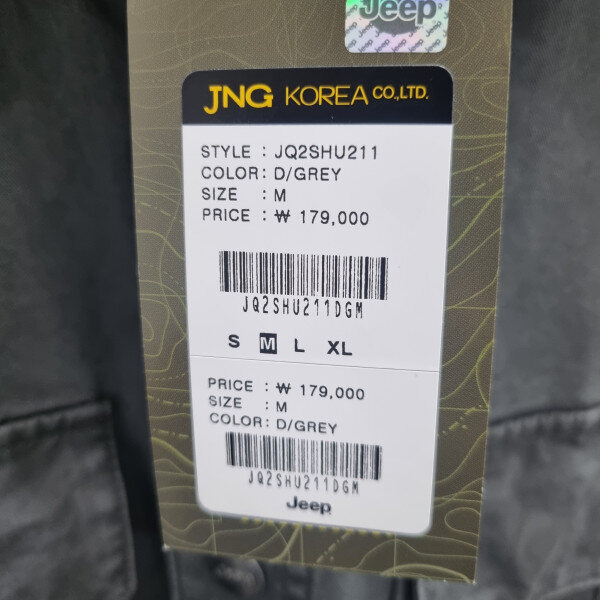 Jeep
JNG KOREA CO.,LTD.
STYLE : JQ2SHU211
COLOR: D/GREY
SIZE : M
PRICE : ₩ 179,000
JQ2SHU211DGM
S M L XL
PRICE : ₩ 179,000
SIZE : M
COLOR: D/GREY
JQ2SHU211DGM
Jeep